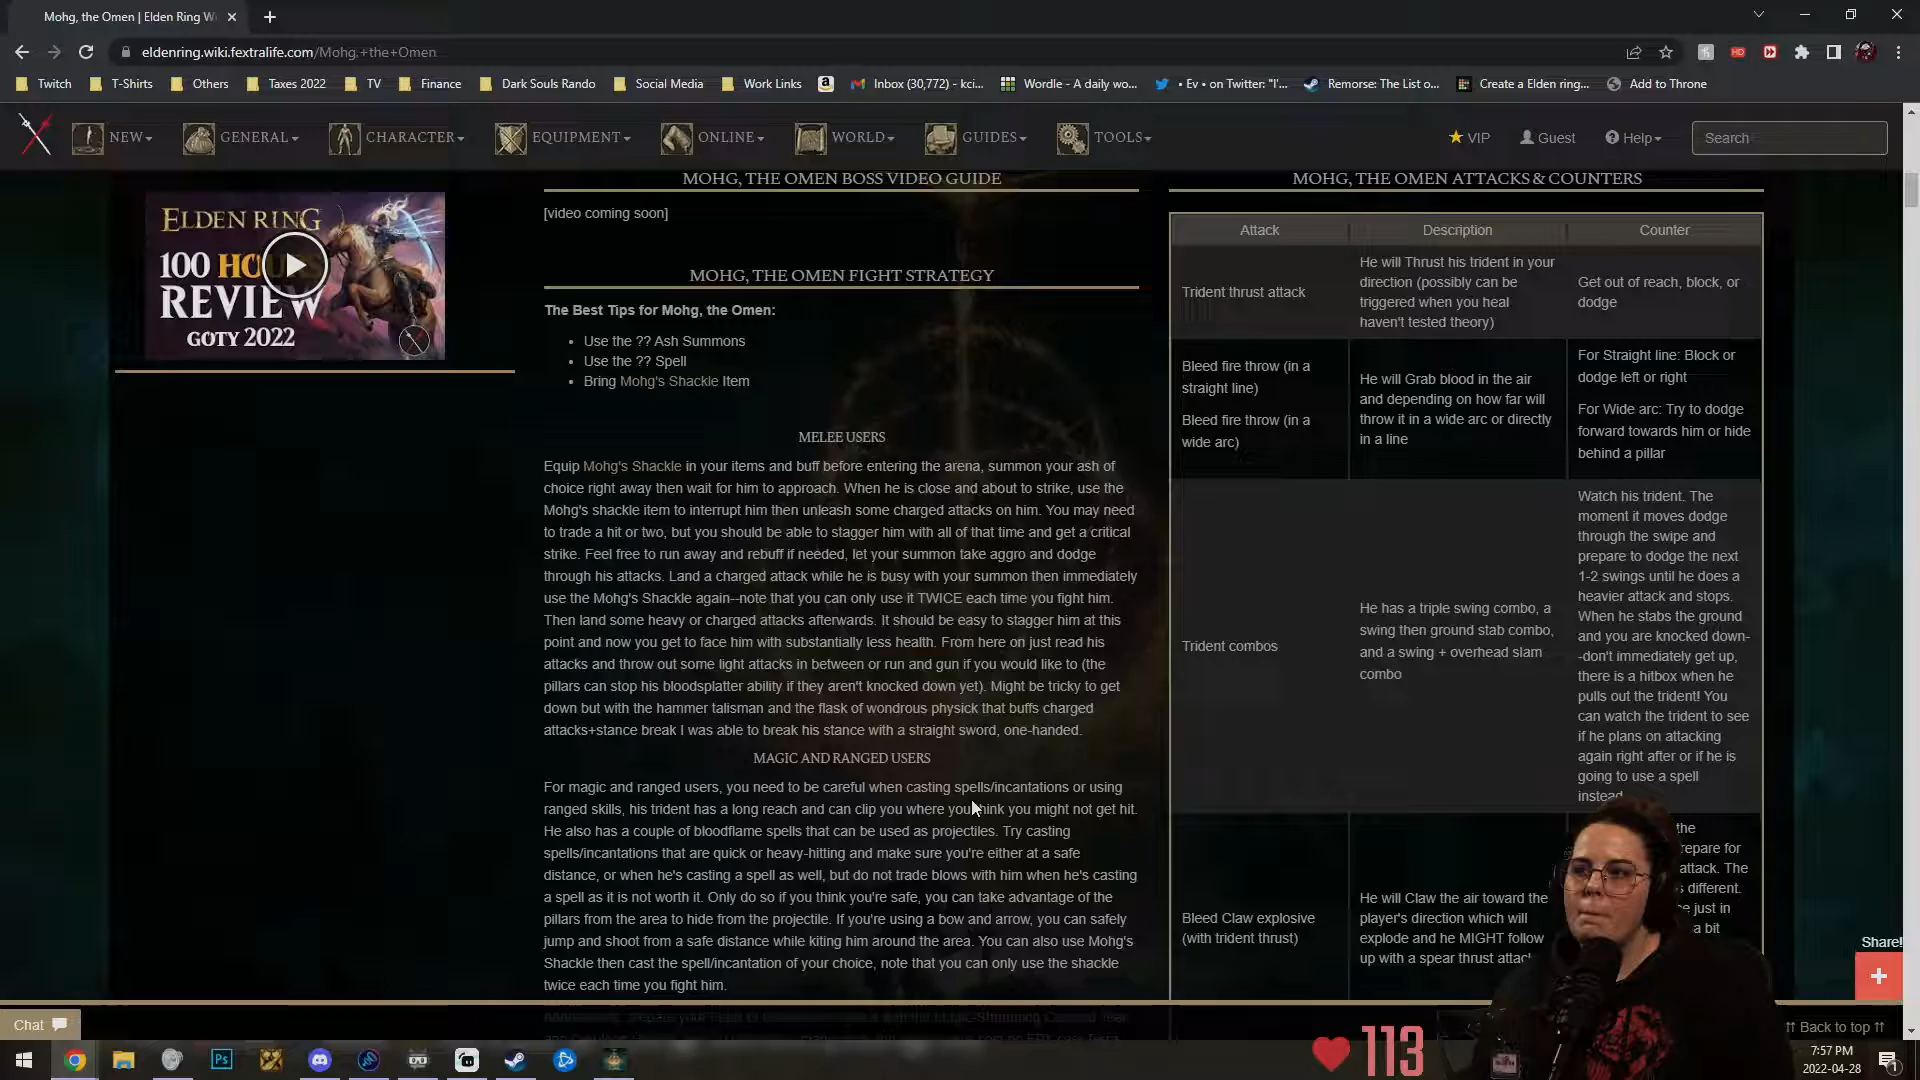 Mohg, the Omen | Elden Ring W
eldenring.wiki.fextralife.com/Mohg,+the+Omen
Twitch T-Shirts Others Taxes 2022 TV Finance Dark Souls Rando Social Media Work Links Inbox (30,772) - kci... Wordle - A daily wo... • Ev • on Twitter: "I'... Remorse: The List o... Create a Elden ring... Add to Throne
NEW GENERAL CHARACTER EQUIPMENT ONLINE WORLD GUIDES TOOLS VIP Guest Help Search
ELDEN RING
100 HO
REVIEW
GOTY 2022
MOHG, THE OMEN BOSS VIDEO GUIDE
[video coming soon]
MOHG, THE OMEN FIGHT STRATEGY
The Best Tips for Mohg, the Omen:
• Use the ?? Ash Summons
• Use the ?? Spell
• Bring Mohg's Shackle Item
MELEE USERS
Equip Mohg's Shackle in your items and buff before entering the arena, summon your ash of
choice right away then wait for him to approach. When he is close and about to strike, use the
Mohg's shackle item to interrupt him then unleash some charged attacks on him. You may need
to trade a hit or two, but you should be able to stagger him with all of that time and get a critical
strike. Feel free to run away and rebuff if needed, let your summon take aggro and dodge
through his attacks. Land a charged attack while he is busy with your summon then immediately
use the Mohg's Shackle again--note that you can only use it TWICE each time you fight him.
Then land some heavy or charged attacks afterwards. It should be easy to stagger him at this
point and now you get to face him with substantially less health. From here on just read his
attacks and throw out some light attacks in between or run and gun if you would like to (the
pillars can stop his bloodsplatter ability if they aren't knocked down yet). Might be tricky to get
down but with the hammer talisman and the flask of wondrous physick that buffs charged
attacks+stance break I was able to break his stance with a straight sword, one-handed.
MAGIC AND RANGED USERS
For magic and ranged users, you need to be careful when casting spells/incantations or using
ranged skills, his trident has a long reach and can clip you where you think you might not get hit.
He also has a couple of bloodflame spells that can be used as projectiles. Try casting
spells/incantations that are quick or heavy-hitting and make sure you're either at a safe
distance, or when he's casting a spell as well, but do not trade blows with him when he's casting
a spell as it is not worth it. Only do so if you think you're safe, you can take advantage of the
pillars from the area to hide from the projectile. If you're using a bow and arrow, you can safely
jump and shoot from a safe distance while kiting him around the area. You can also use Mohg's
Shackle then cast the spell/incantation of your choice, note that you can only use the shackle
twice each time you fight him.
MOHG, THE OMEN ATTACKS & COUNTERS
Attack Description Counter
Trident thrust attack
He will Thrust his trident in your
direction (possibly can be
triggered when you heal
haven't tested theory)
Get out of reach, block, or
dodge
Bleed fire throw (in a
straight line)
Bleed fire throw (in a
wide arc)
He will Grab blood in the air
and depending on how far will
throw it in a wide arc or directly
in a line
For Straight line: Block or
dodge left or right
For Wide arc: Try to dodge
forward towards him or hide
behind a pillar
Trident combos
He has a triple swing combo, a
swing then ground stab combo,
and a swing + overhead slam
combo
Watch his trident. The
moment it moves dodge
through the swipe and
prepare to dodge the next
1-2 swings until he does a
heavier attack and stops.
When he stabs the ground
and you are knocked down-
-don't immediately get up,
there is a hitbox when he
pulls out the trident! You
can watch the trident to see
if he plans on attacking
again right after or if he is
going to use a spell
instead
Bleed Claw explosive
(with trident thrust)
He will Claw the air toward the
player's direction which will
explode and he MIGHT follow
up with a spear thrust attac
the
repare for
attack. The
s different.
e just in
a bit
Share!
Chat
Back to top
113
7:57 PM
2022-04-28